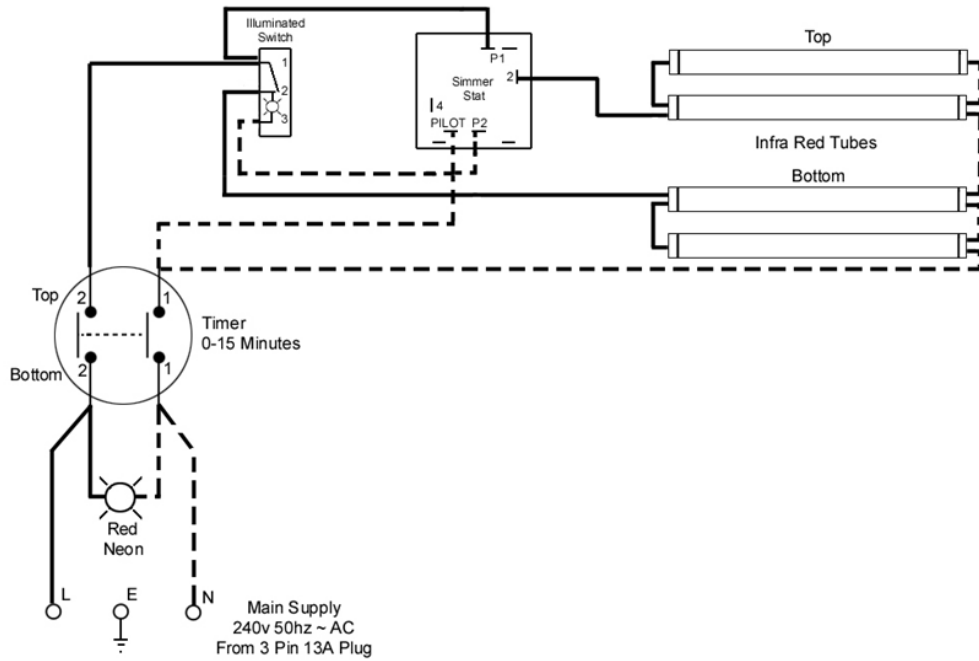 Illuminated
Switch
1
2
3
P1
2
Simmer
Stat
4
PILOT P2
Top
Infra Red Tubes
Bottom
Top 2 1
Timer
0-15 Minutes
Bottom 2 1
Red
Neon
L E N
Main Supply
240v 50hz ~ AC
From 3 Pin 13A Plug